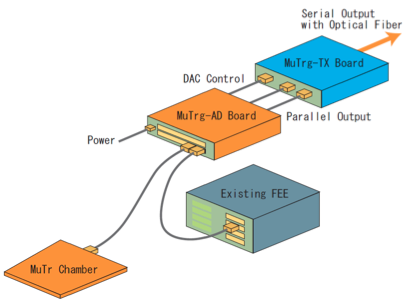 Serial Output
with Optical Fiber
MuTrg-TX Board
DAC Control
MuTrg-AD Board
Parallel Output
Power
Existing FEE
MuTr Chamber